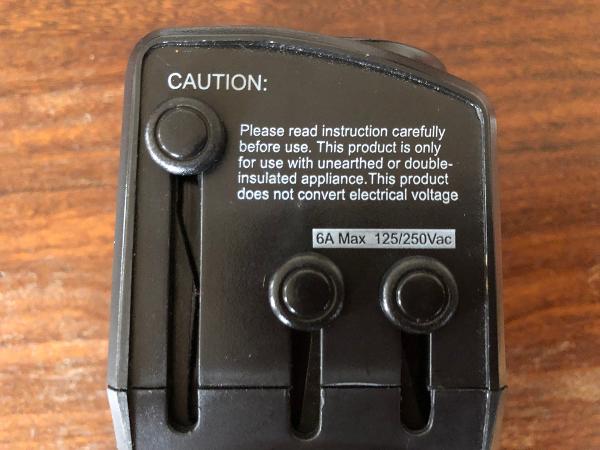 CAUTION:
Please read instruction carefully
before use. This product is only
for use with unearthed or double-
insulated appliance.This product
does not convert electrical voltage
6A Max 125/250Vac